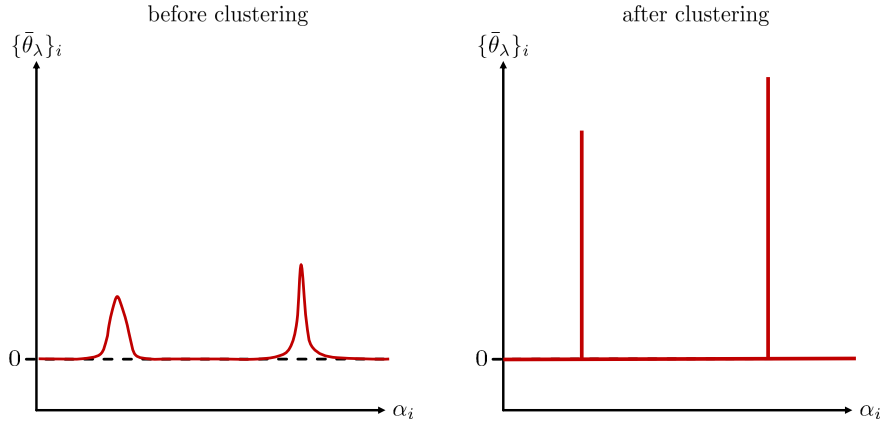 before clustering
{θ̄_λ}_i
0
α_i
after clustering
{θ̄_λ}_i
0
α_i